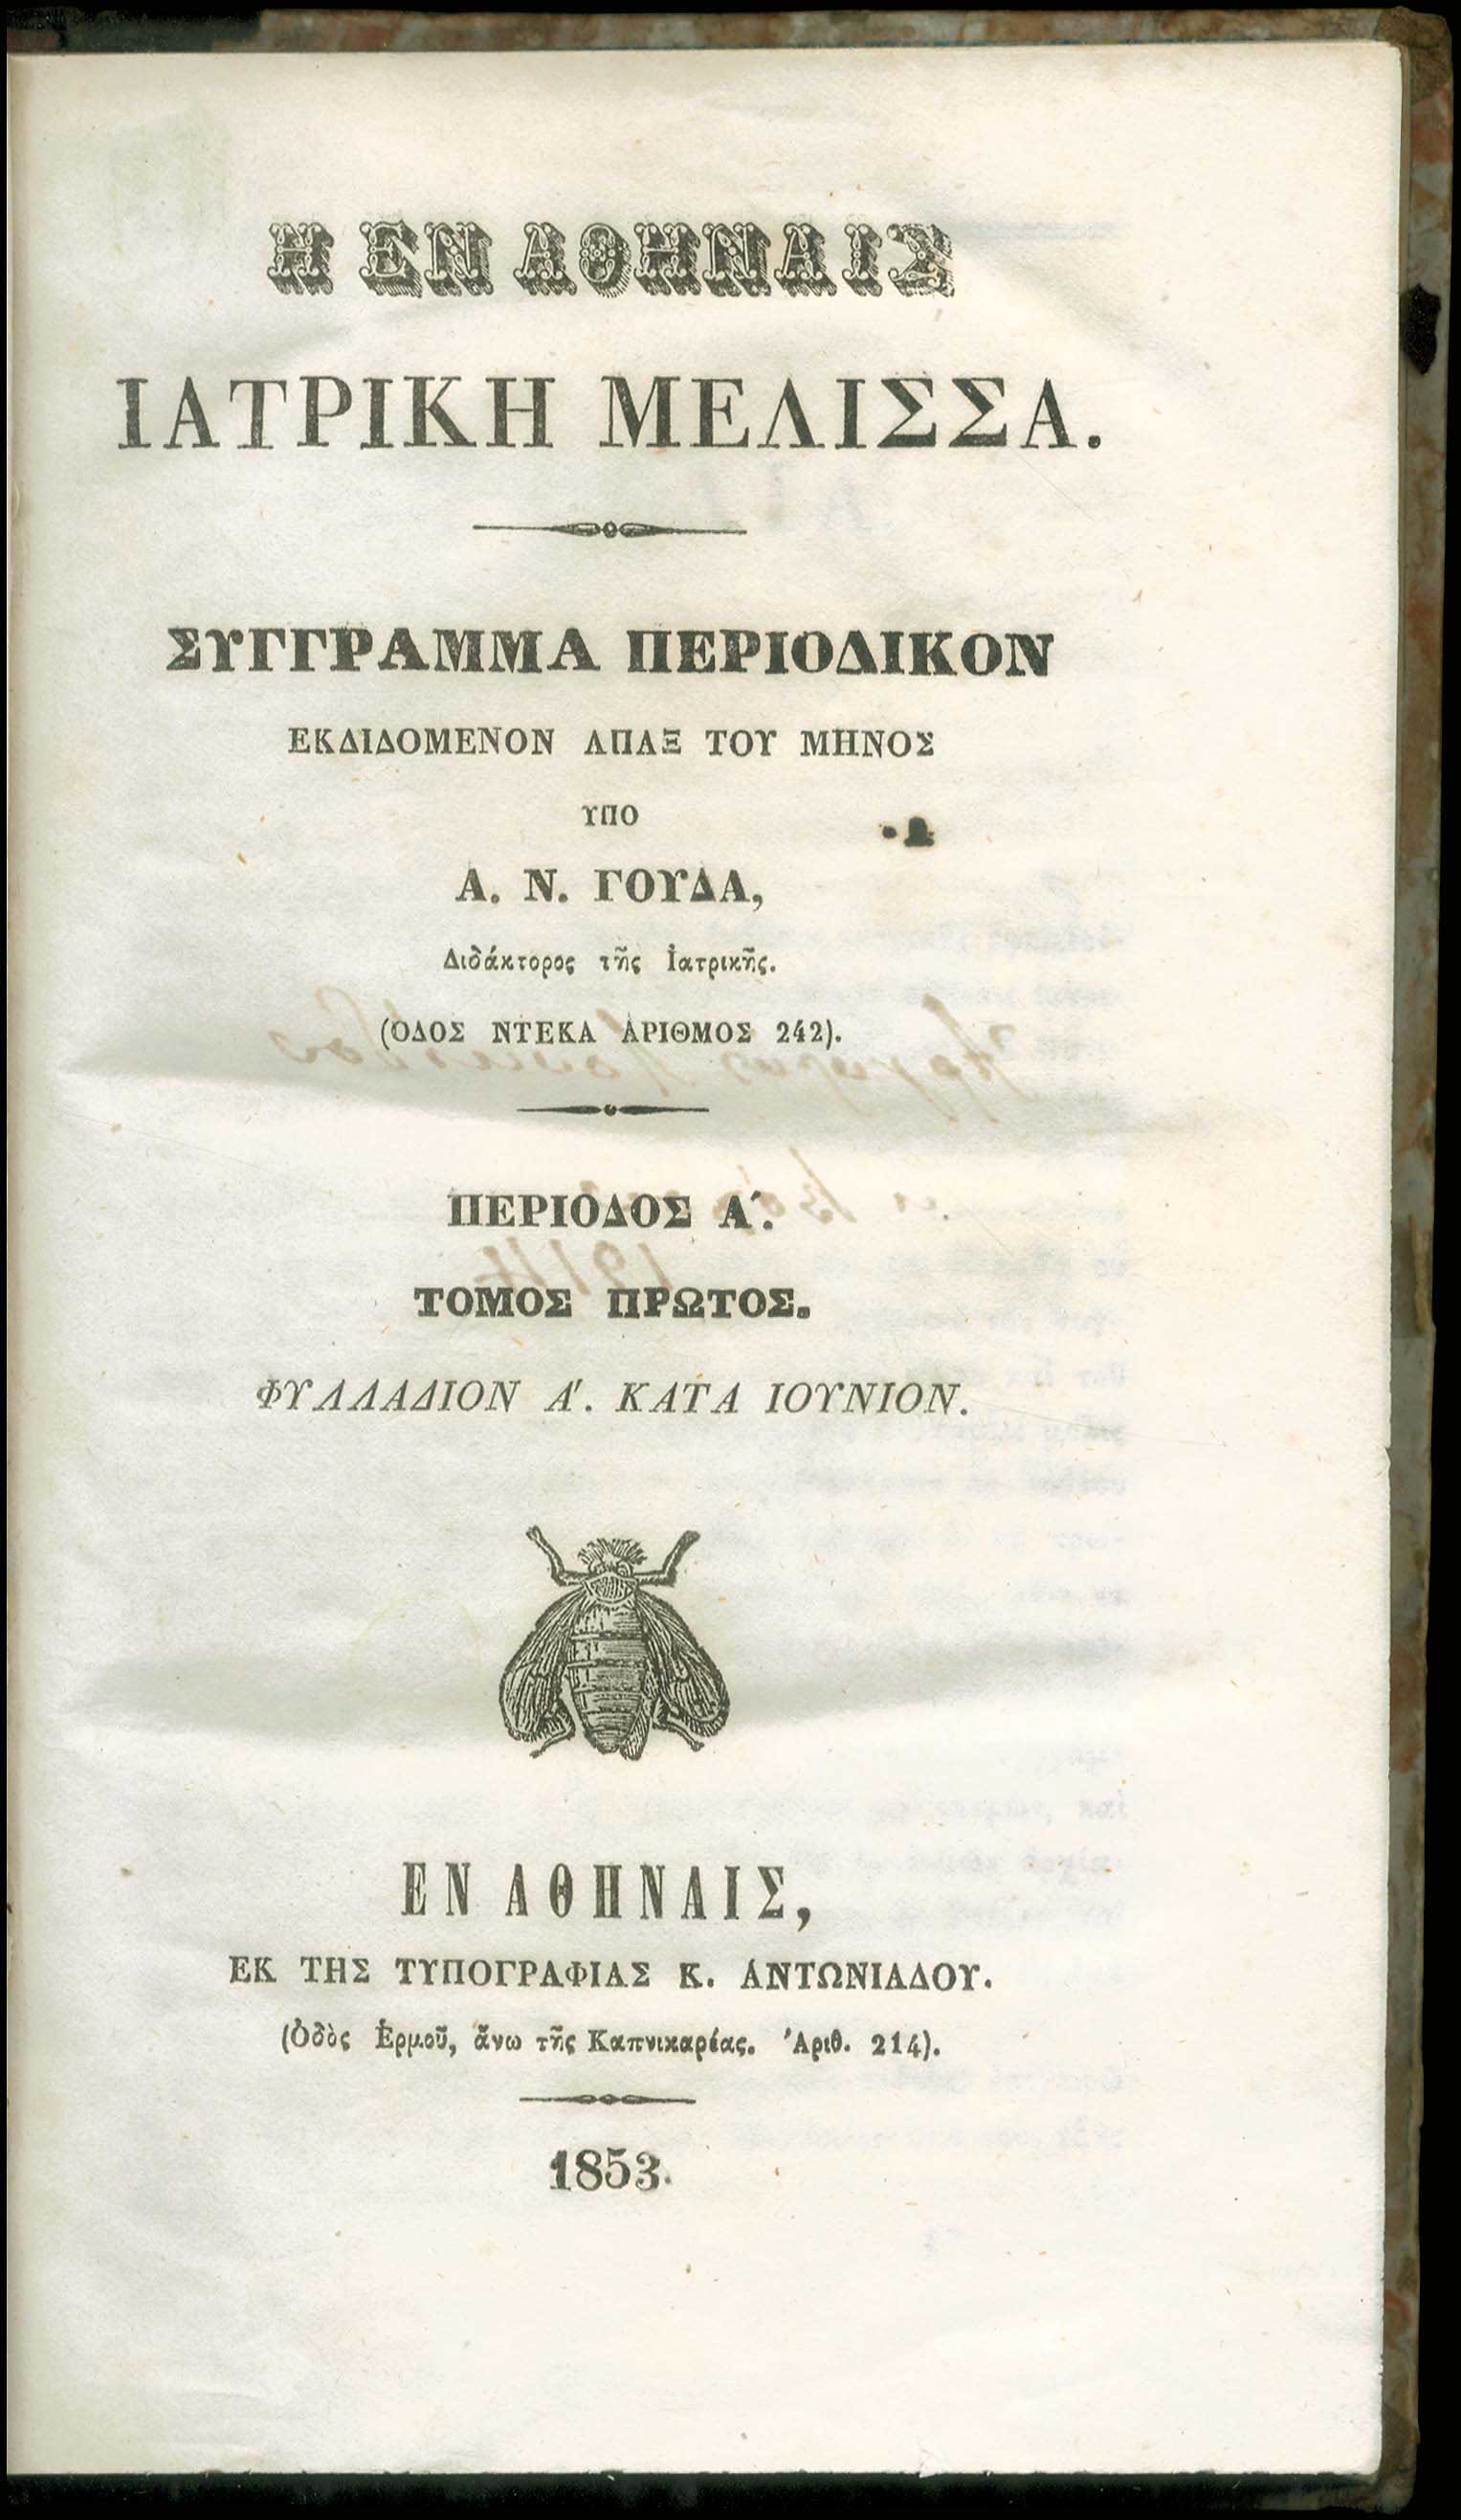 Η ΕΝ ΑΘΗΝΑΙΣ
ΙΑΤΡΙΚΗ ΜΕΛΙΣΣΑ.
ΣΥΓΓΡΑΜΜΑ ΠΕΡΙΟΔΙΚΟΝ
ΕΚΔΙΔΟΜΕΝΟΝ ΑΠΑΞ ΤΟΥ ΜΗΝΟΣ
ΥΠΟ
Α. Ν. ΓΟΥΔΑ,
Διδάκτορος τῆς Ἰατρικῆς.
(ΟΔΟΣ ΝΤΕΚΑ ΑΡΙΘΜΟΣ 242).
ΠΕΡΙΟΔΟΣ Α΄.
ΤΟΜΟΣ ΠΡΩΤΟΣ.
ΦΥΛΛΑΔΙΟΝ Α'. ΚΑΤΑ ΙΟΥΝΙΟΝ.
ΕΝ ΑΘΗΝΑΙΣ,
ΕΚ ΤΗΣ ΤΥΠΟΓΡΑΦΙΑΣ Κ. ΑΝΤΩΝΙΑΔΟΥ.
(Ὁδὸς Ἑρμοῦ, ἄνω τῆς Καπνικαρέας. Ἀριθ. 214).
1853.